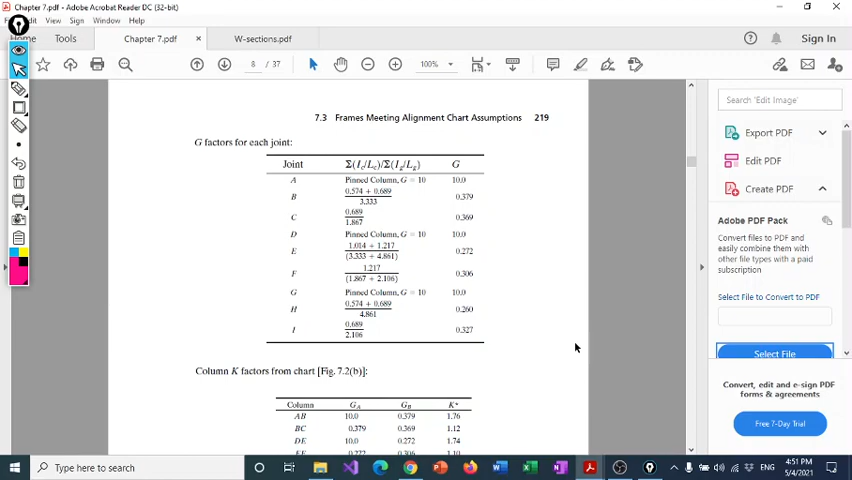 Chapter 7.pdf - Adobe Acrobat Reader DC (32-bit)
View Sign Window Help
Home Tools Chapter 7.pdf × W-sections.pdf Sign In
8 / 37 100%
7.3 Frames Meeting Alignment Chart Assumptions 219
G factors for each joint:
Joint Σ(Ic/Lc)/Σ(Ig/Lg) G
A Pinned Column, G = 10 10.0
B 0.574 + 0.689 / 3.333 0.379
C 0.689 / 1.867 0.369
D Pinned Column, G = 10 10.0
E 1.014 + 1.217 / (3.333 + 4.861) 0.272
F 1.217 / (1.867 + 2.106) 0.306
G Pinned Column, G = 10 10.0
H 0.574 + 0.689 / 4.861 0.260
I 0.689 / 2.106 0.327
Column K factors from chart [Fig. 7.2(b)]:
Column GA GB K*
AB 10.0 0.379 1.76
BC 0.379 0.369 1.12
DE 10.0 0.272 1.74
EF 0.272 0.306 1.10
Search 'Edit Image'
Export PDF
Edit PDF
Create PDF
Adobe PDF Pack
Convert files to PDF and
easily combine them with
other file types with a paid
subscription
Select File to Convert to PDF
Select File
Convert, edit and e-sign PDF
forms & agreements
Free 7-Day Trial
Type here to search
ENG
4:51 PM
5/4/2021